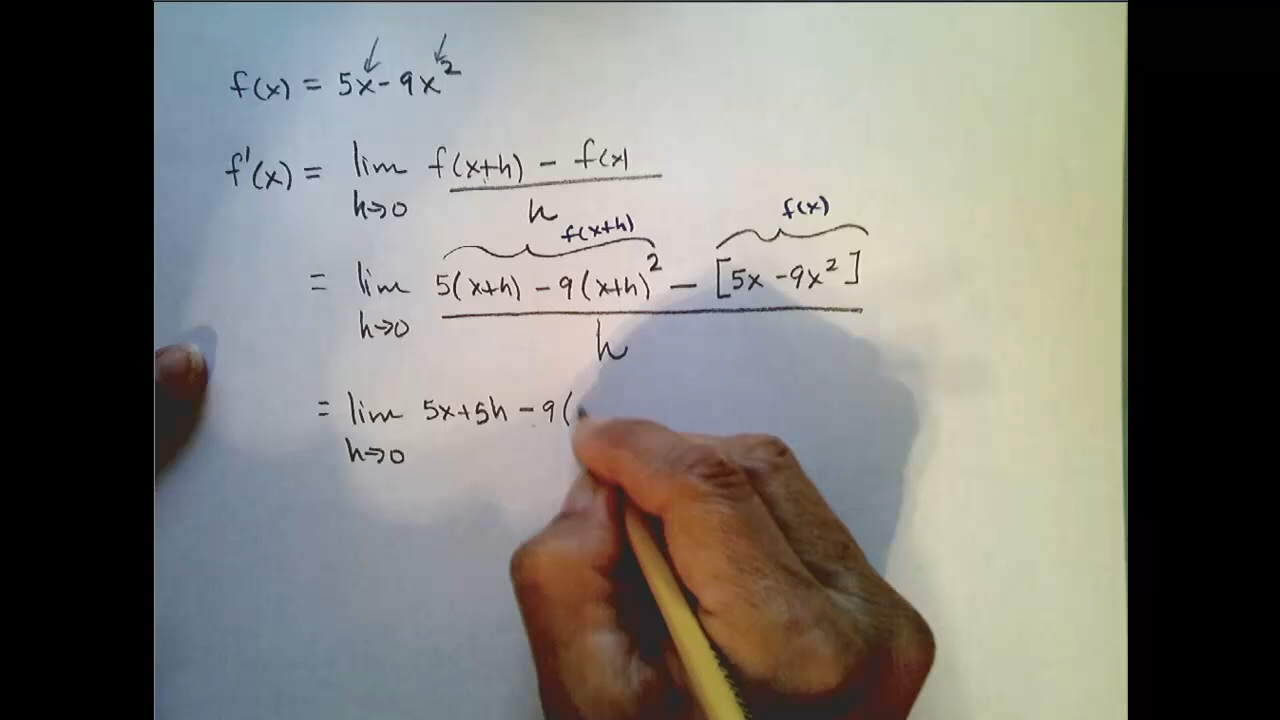 f(x) = 5x - 9x²
f'(x) = lim f(x+h) - f(x)
h→0 h
f(x+h) f(x)
= lim 5(x+h) - 9(x+h)² - [5x - 9x²]
h→0 h
= lim 5x+5h - 9(
h→0